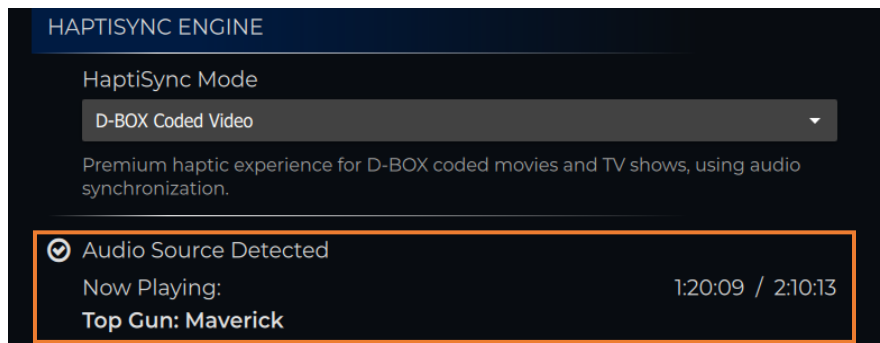 HAPTISYNC ENGINE
HaptiSync Mode
D-BOX Coded Video
Premium haptic experience for D-BOX coded movies and TV shows, using audio
synchronization.
Audio Source Detected
Now Playing: 1:20:09 / 2:10:13
Top Gun: Maverick